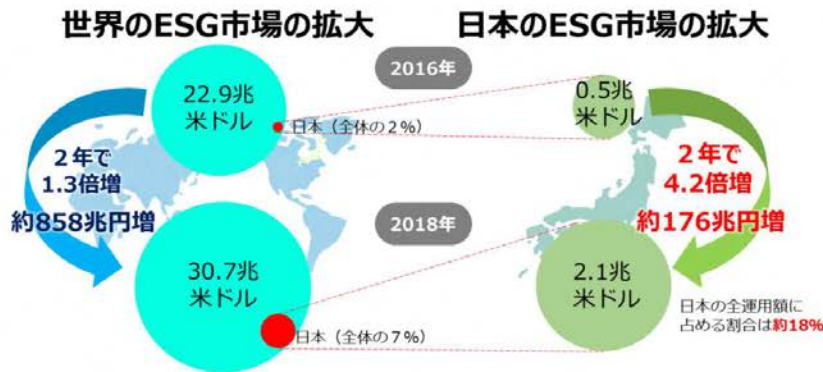 世界のESG市場の拡大
日本のESG市場の拡大
2016年
22.9兆
米ドル
日本（全体の２％）
0.5兆
米ドル
２年で
1.3倍増
約858兆円増
２年で
4.2倍増
約176兆円増
2018年
30.7兆
米ドル
日本（全体の７％）
2.1兆
米ドル
日本の全運用額に
占める割合は約18%